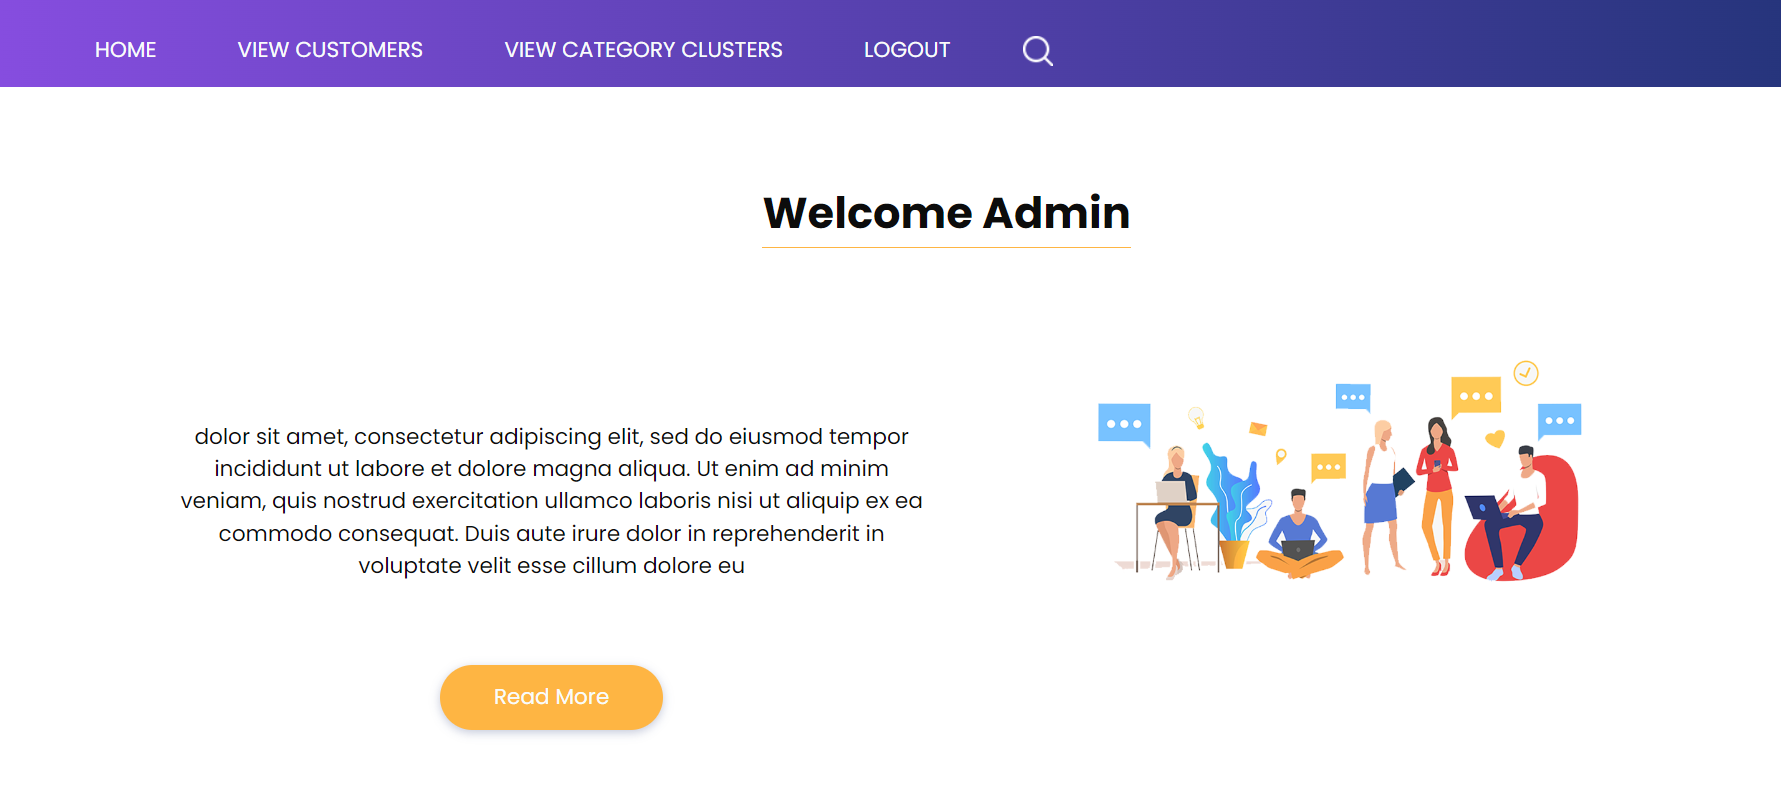 HOME VIEW CUSTOMERS VIEW CATEGORY CLUSTERS LOGOUT
Welcome Admin
dolor sit amet, consectetur adipiscing elit, sed do eiusmod tempor
incididunt ut labore et dolore magna aliqua. Ut enim ad minim
veniam, quis nostrud exercitation ullamco laboris nisi ut aliquip ex ea
commodo consequat. Duis aute irure dolor in reprehenderit in
voluptate velit esse cillum dolore eu
Read More